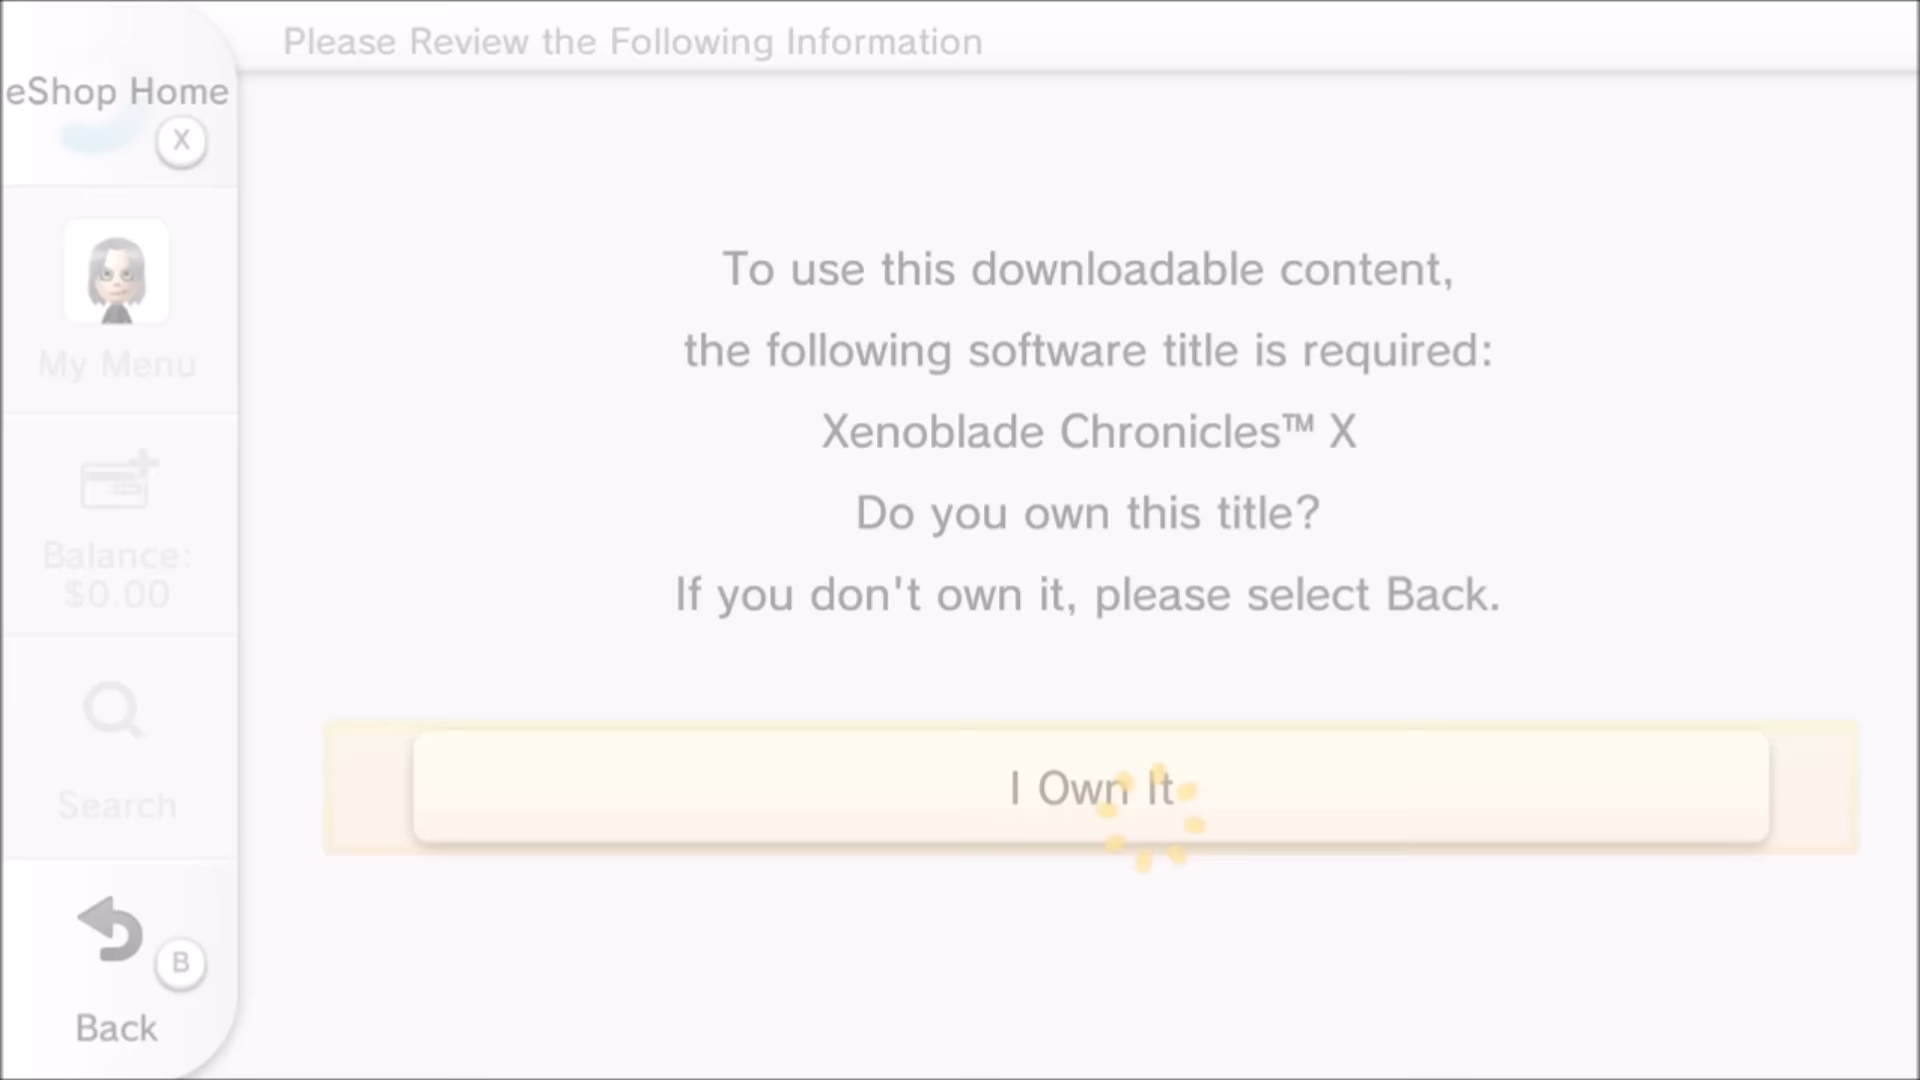 Please Review the Following Information
eShop Home
X
My Menu
Balance:
$0.00
Search
B
Back
To use this downloadable content,
the following software title is required:
Xenoblade Chronicles™ X
Do you own this title?
If you don't own it, please select Back.
I Own It